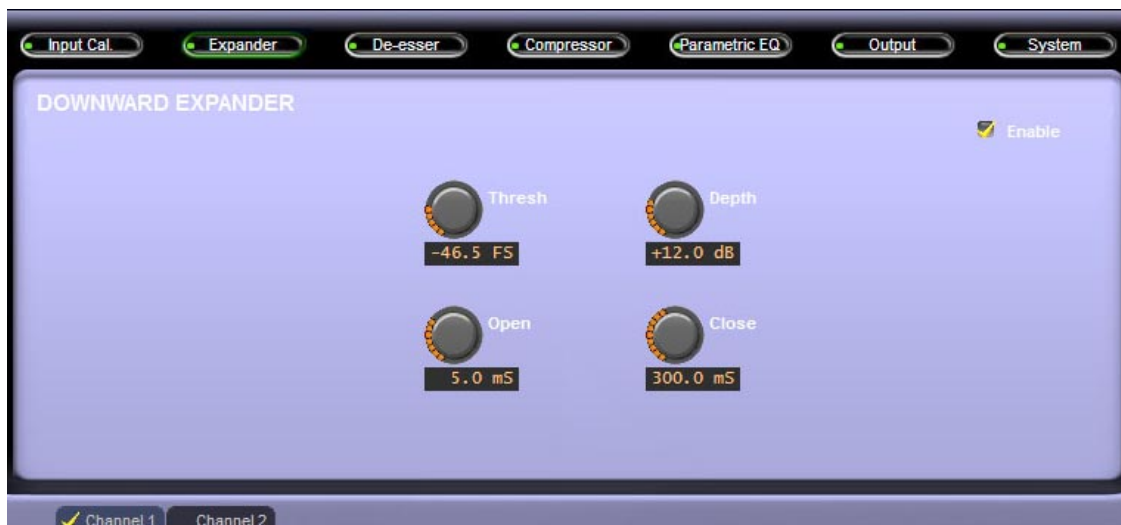 Input Cal. Expander De-esser Compressor Parametric EQ Output System
DOWNWARD EXPANDER
Enable
Thresh Depth
-46.5 FS +12.0 dB
Open Close
5.0 mS 300.0 mS
Channel 1 Channel 2